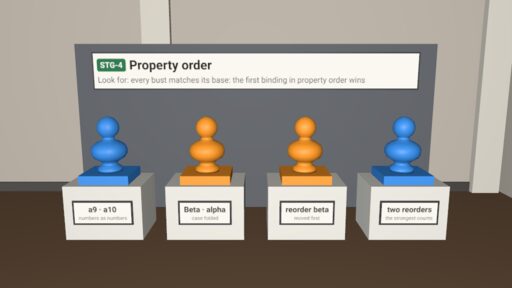 STG-4 Property order
Look for: every bust matches its base: the first binding in property order wins
a9 - a10
numbers as numbers
Beta - alpha
case folded
reorder beta
moved first
two reorders
the strongest counts